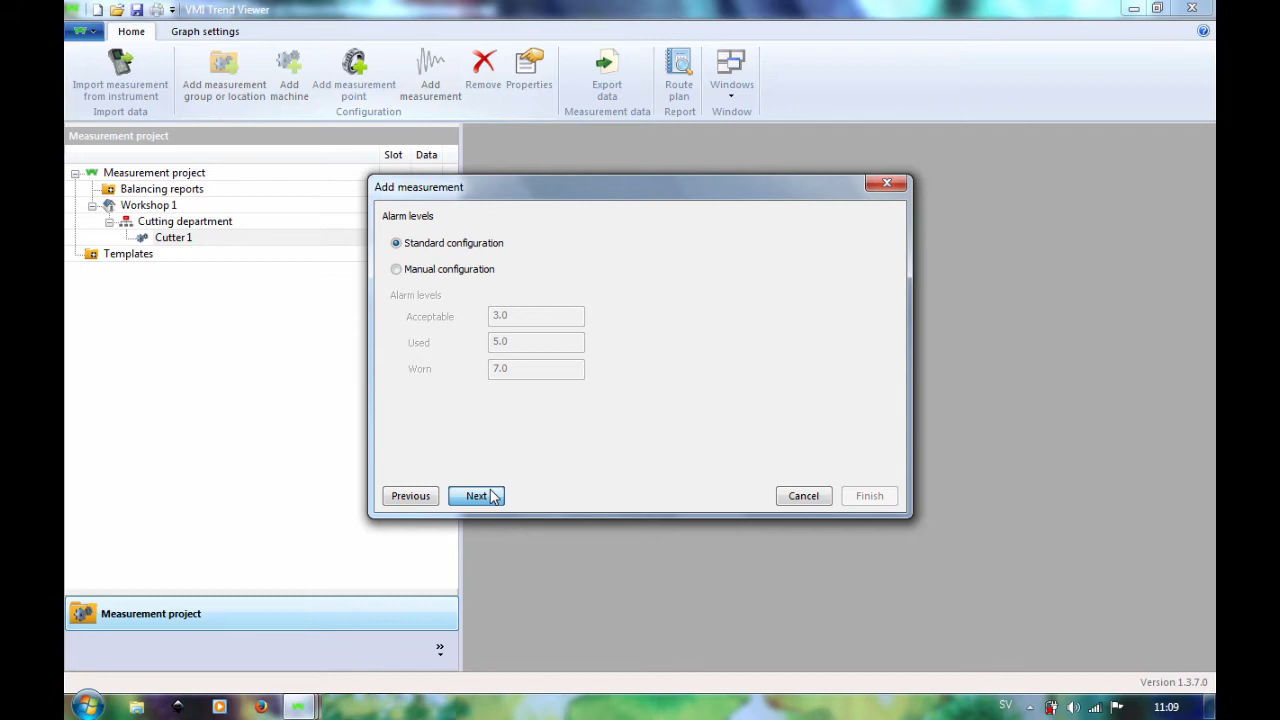 VMI Trend Viewer
Home
Graph settings
Import measurement
from instrument
Add measurement
group or location
Add
machine
Add measurement
point
Add
measurement
Remove
Properties
Export
data
Route
plan
Windows
Import data
Configuration
Measurement data
Report
Window
Measurement project
Slot
Data
Measurement project
Balancing reports
Workshop 1
Cutting department
Cutter 1
Templates
Add measurement
Alarm levels
Standard configuration
Manual configuration
Alarm levels
Acceptable 3.0
Used 5.0
Worn 7.0
Previous
Next
Cancel
Finish
Measurement project
Version 1.3.7.0
SV
11:09